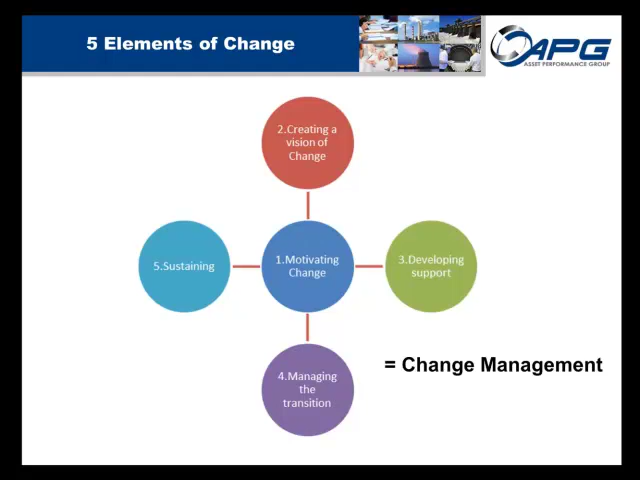 5 Elements of Change
APG
ASSET PERFORMANCE GROUP
2.Creating a
vision of
Change
5.Sustaining
1.Motivating
Change
3.Developing
support
= Change Management
4.Managing
the
transition